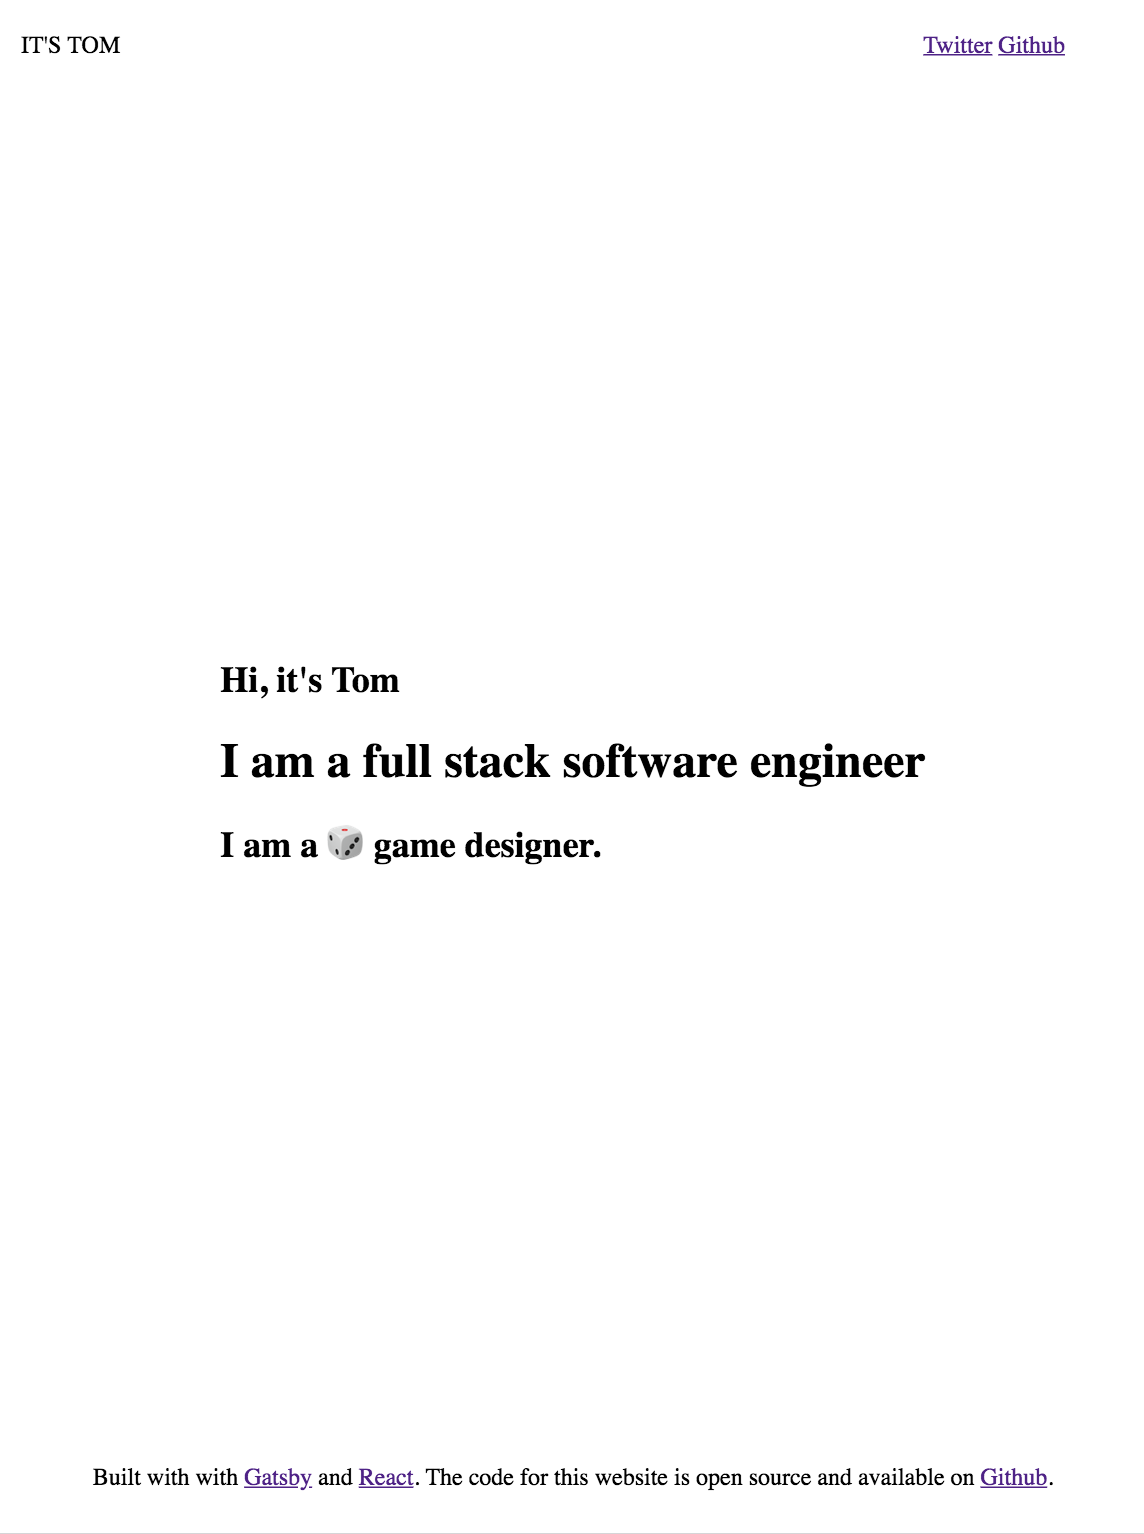 IT'S TOM Twitter Github
Hi, it's Tom
I am a full stack software engineer
I am a 🎲 game designer.
Built with with Gatsby and React. The code for this website is open source and available on Github.